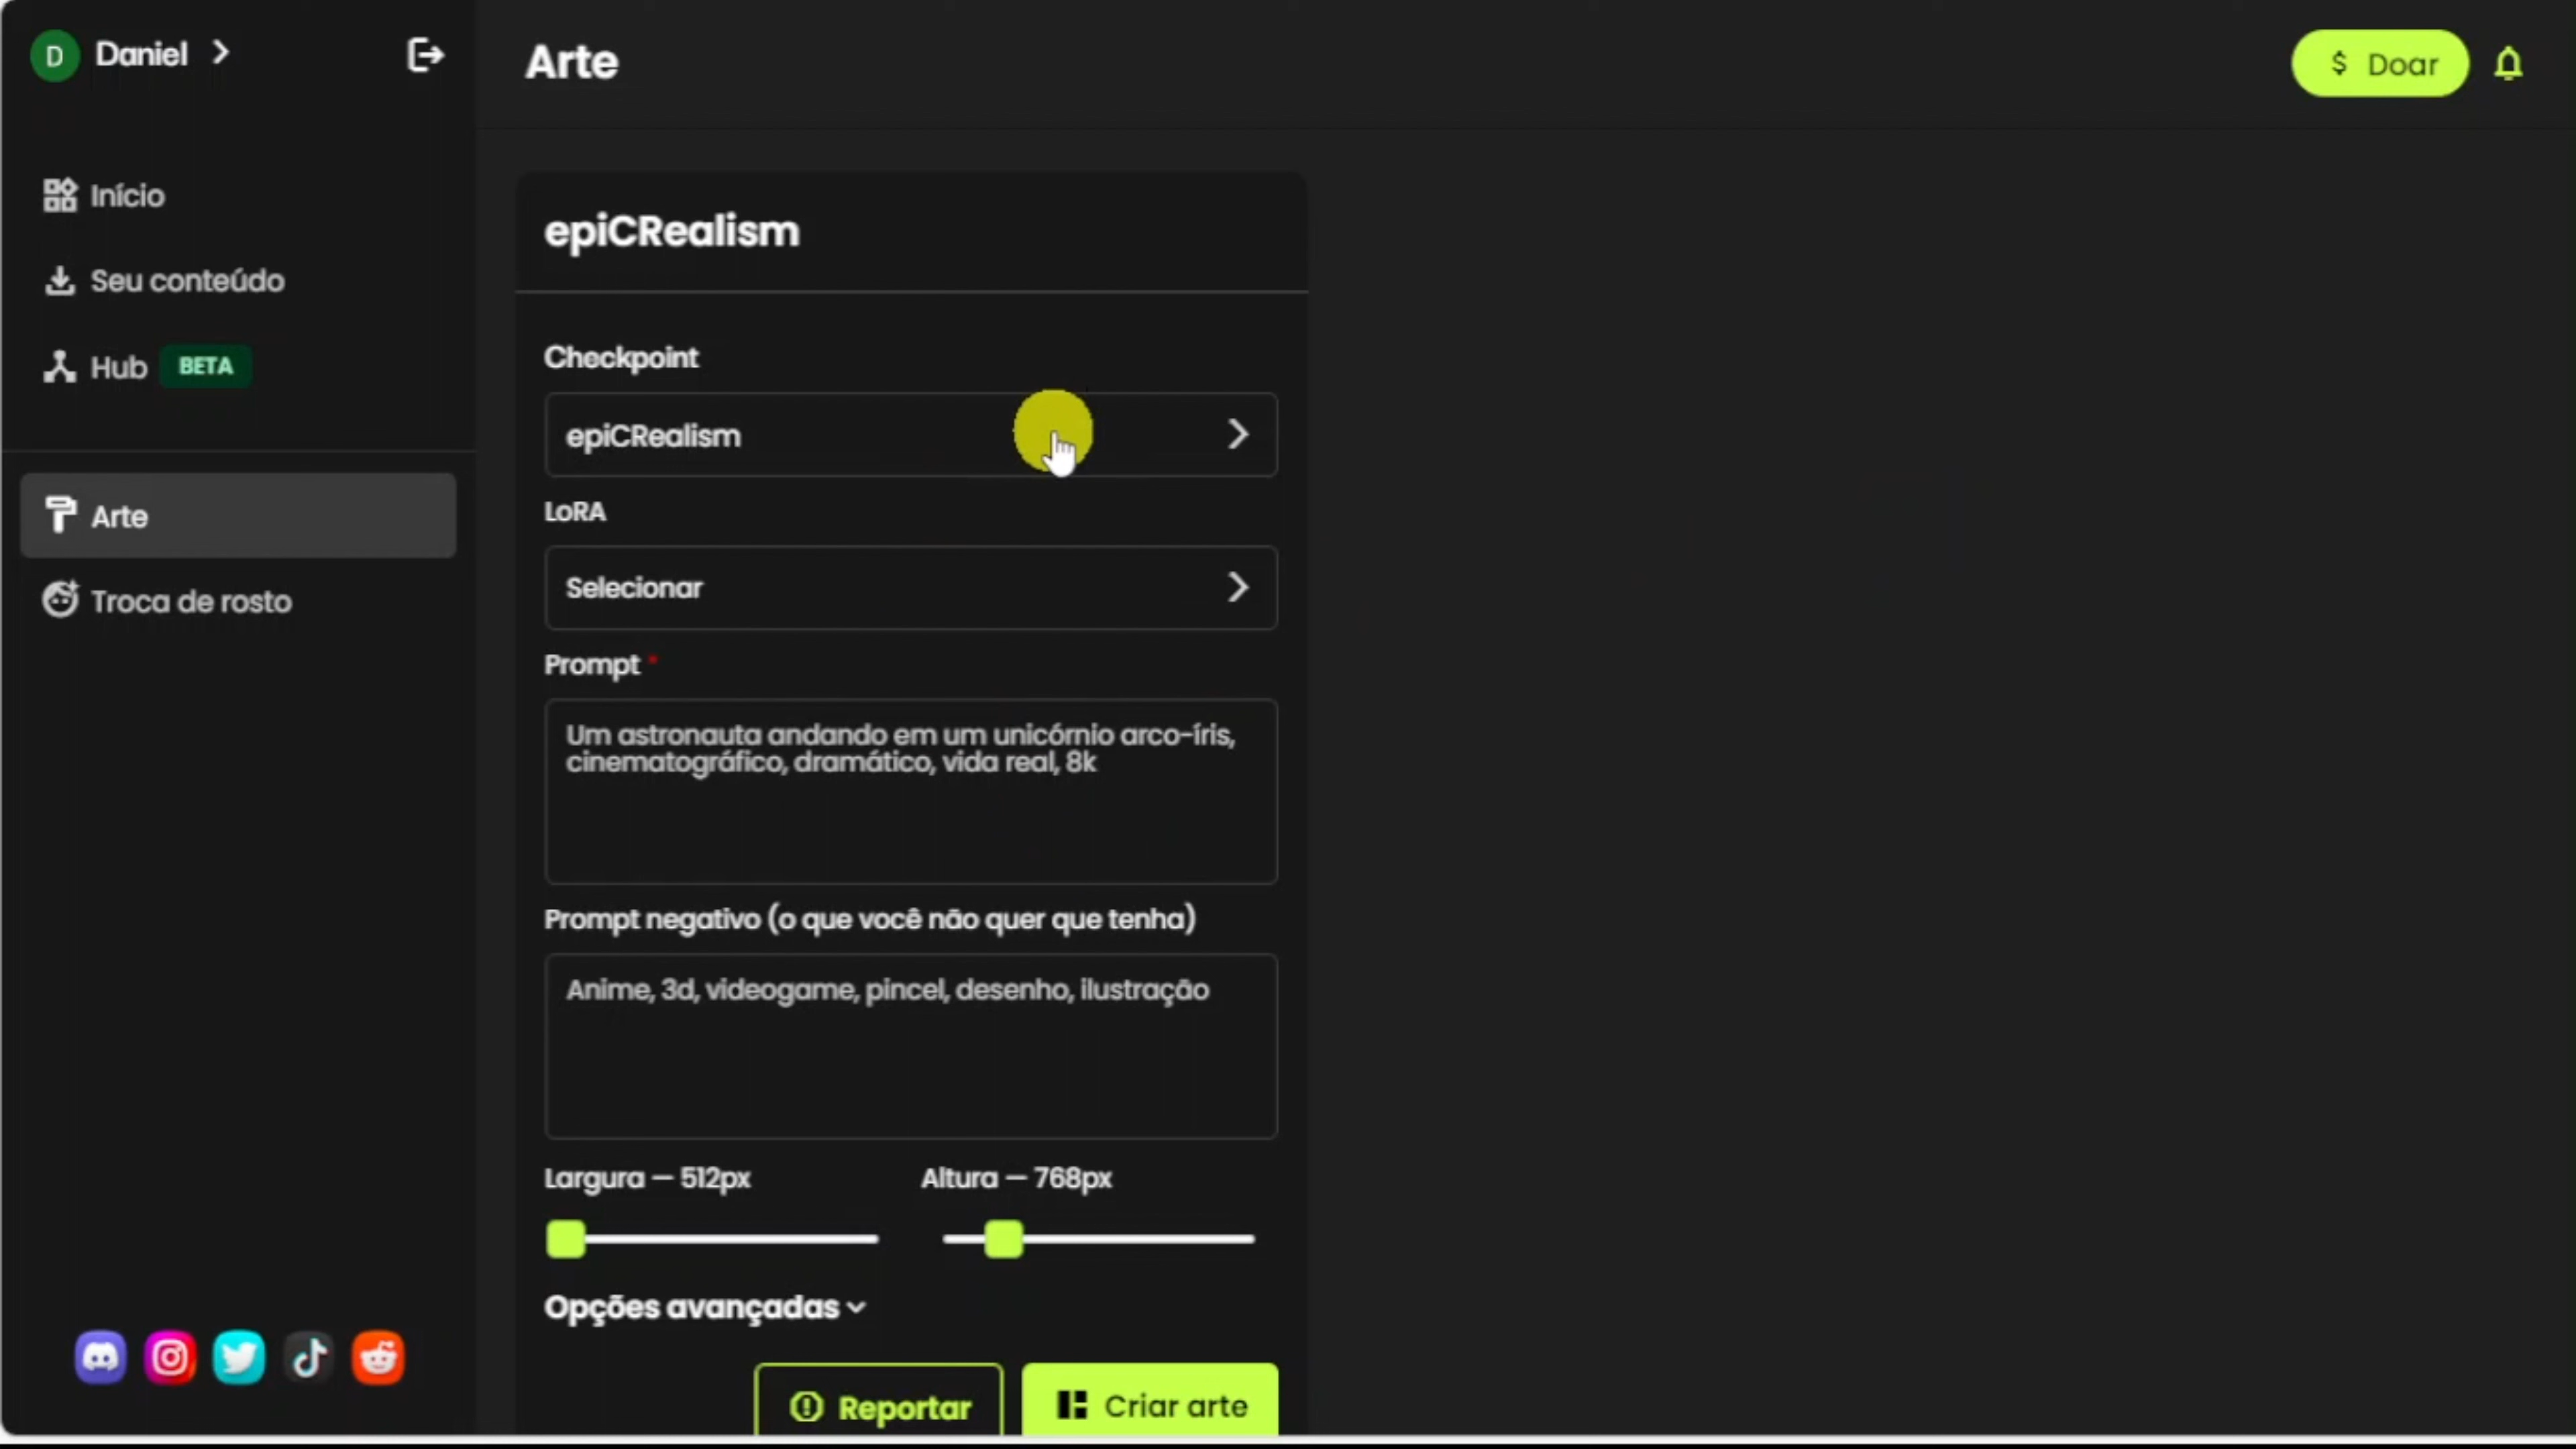 D Daniel
Início
Seu conteúdo
Hub BETA
Arte
Troca de rosto
Arte
$ Doar
epiCRealism
Checkpoint
epiCRealism
LoRA
Selecionar
Prompt *
Um astronauta andando em um unicórnio arco-íris,
cinematográfico, dramático, vida real, 8k
Prompt negativo (o que você não quer que tenha)
Anime, 3d, videogame, pincel, desenho, ilustração
Largura — 512px
Altura — 768px
Opções avançadas
Reportar
Criar arte